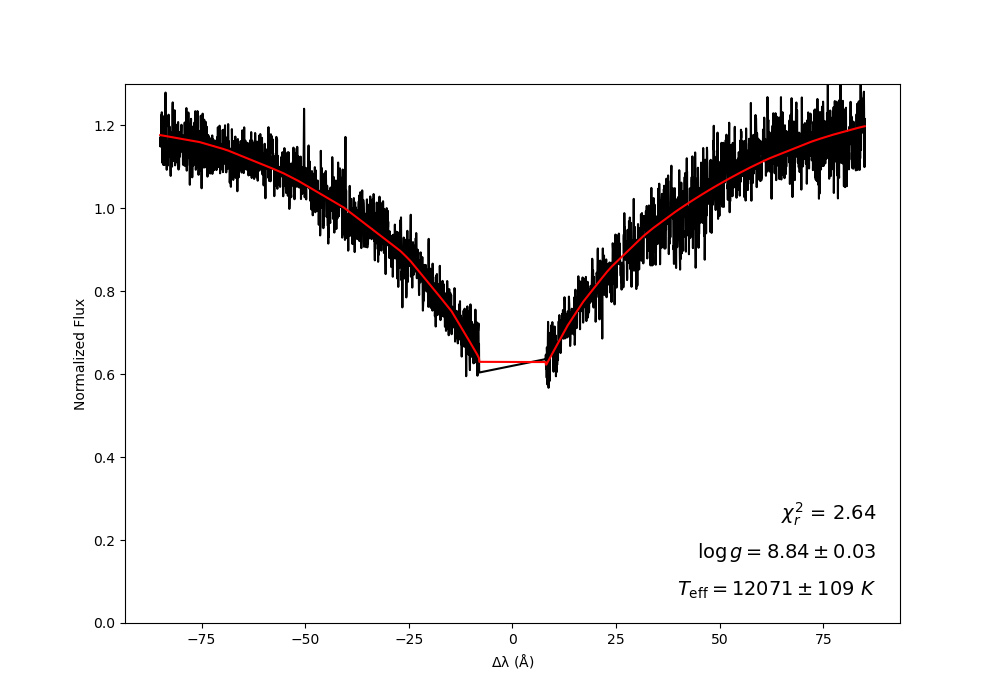 1.2
1.0
0.8
0.6
0.4
0.2
0.0
Normalized Flux
χ²ᵣ = 2.64
log g = 8.84 ± 0.03
T_eff = 12071 ± 109 K
−75 −50 −25 0 25 50 75
Δλ (Å)